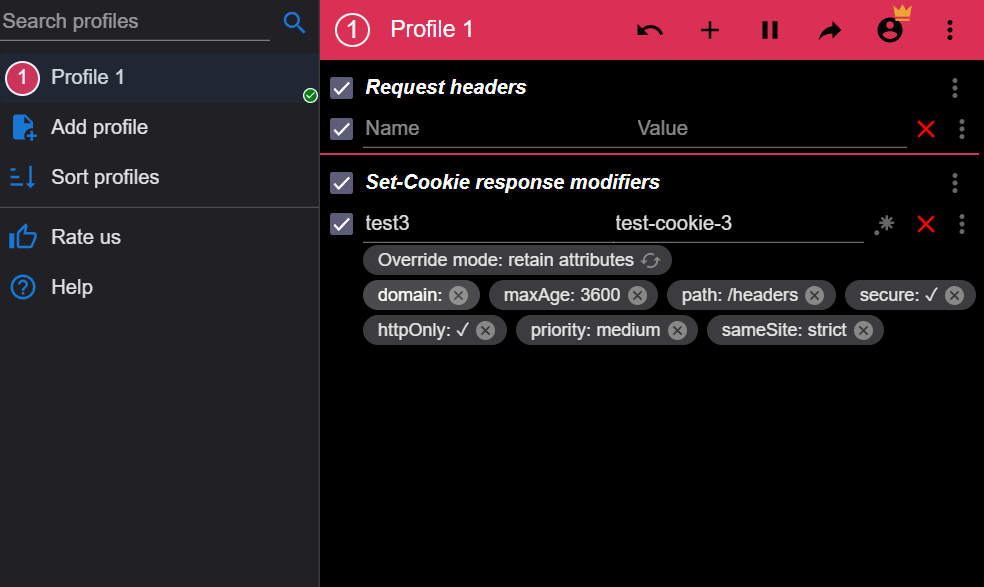 Search profiles
1 Profile 1
Add profile
Sort profiles
Rate us
Help
1 Profile 1
Request headers
Name Value
Set-Cookie response modifiers
test3 test-cookie-3
Override mode: retain attributes
domain: maxAge: 3600 path: /headers secure: ✓
httpOnly: ✓ priority: medium sameSite: strict